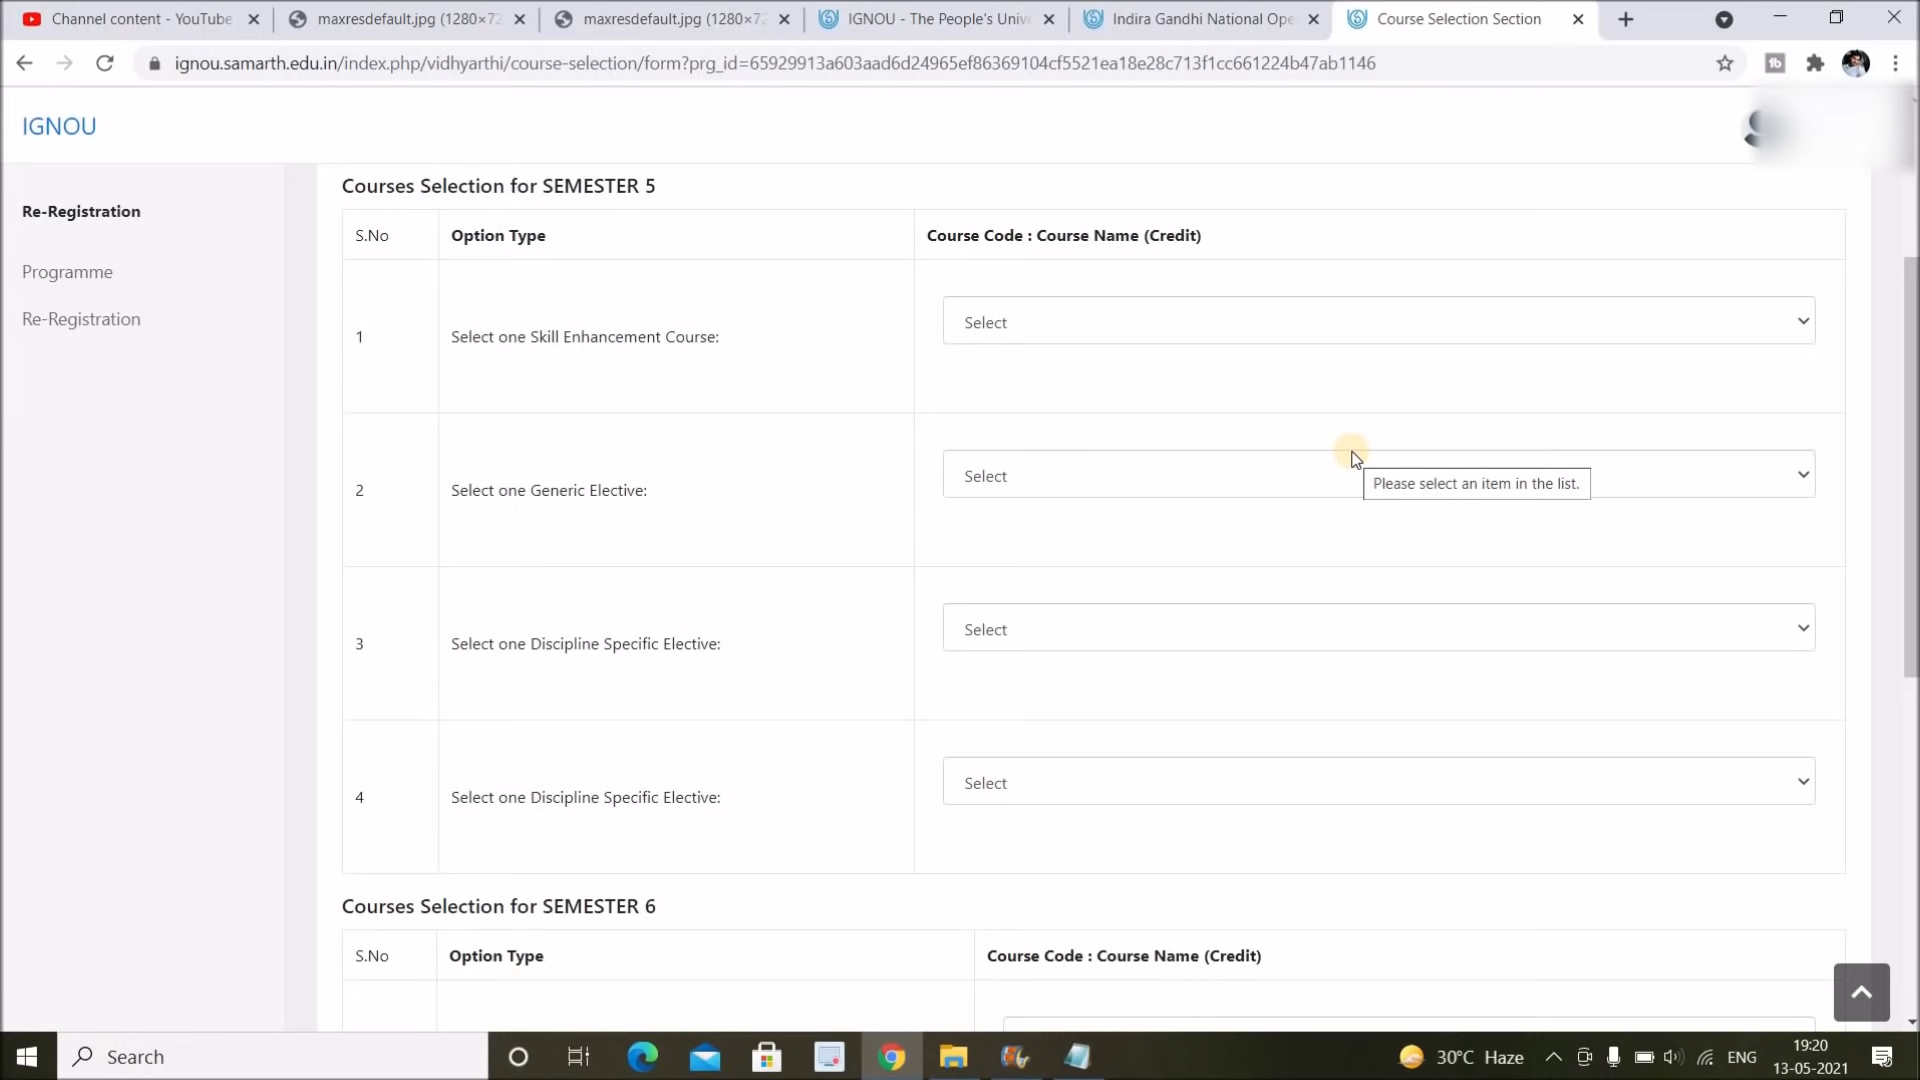 Channel content - YouTube
maxresdefault.jpg (1280×72
maxresdefault.jpg (1280×72
IGNOU - The People's Unive
Indira Gandhi National Ope
Course Selection Section
ignou.samarth.edu.in/index.php/vidhyarthi/course-selection/form?prg_id=65929913a603aad6d24965ef86369104cf5521ea18e28c713f1cc661224b47ab1146
IGNOU
Re-Registration
Programme
Re-Registration
Courses Selection for SEMESTER 5
S.No Option Type Course Code : Course Name (Credit)
1 Select one Skill Enhancement Course: Select
2 Select one Generic Elective: Select
Please select an item in the list.
3 Select one Discipline Specific Elective: Select
4 Select one Discipline Specific Elective: Select
Courses Selection for SEMESTER 6
S.No Option Type Course Code : Course Name (Credit)
Search
30°C Haze
ENG
19:20
13-05-2021